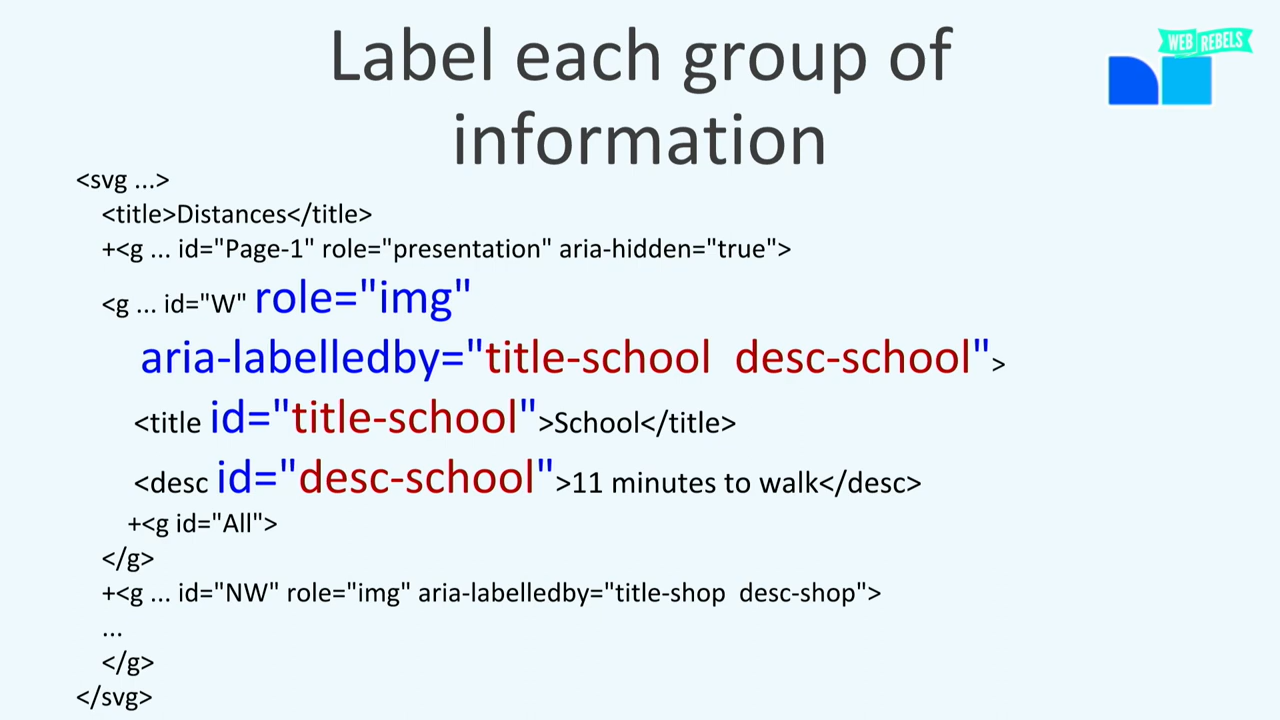 Label each group of
information
WEB REBELS
<svg ...>
<title>Distances</title>
+<g ... id="Page-1" role="presentation" aria-hidden="true">
<g ... id="W" role="img"
aria-labelledby="title-school  desc-school">
<title id="title-school">School</title>
<desc id="desc-school">11 minutes to walk</desc>
+<g id="All">
</g>
+<g ... id="NW" role="img" aria-labelledby="title-shop  desc-shop">
...
</g>
</svg>